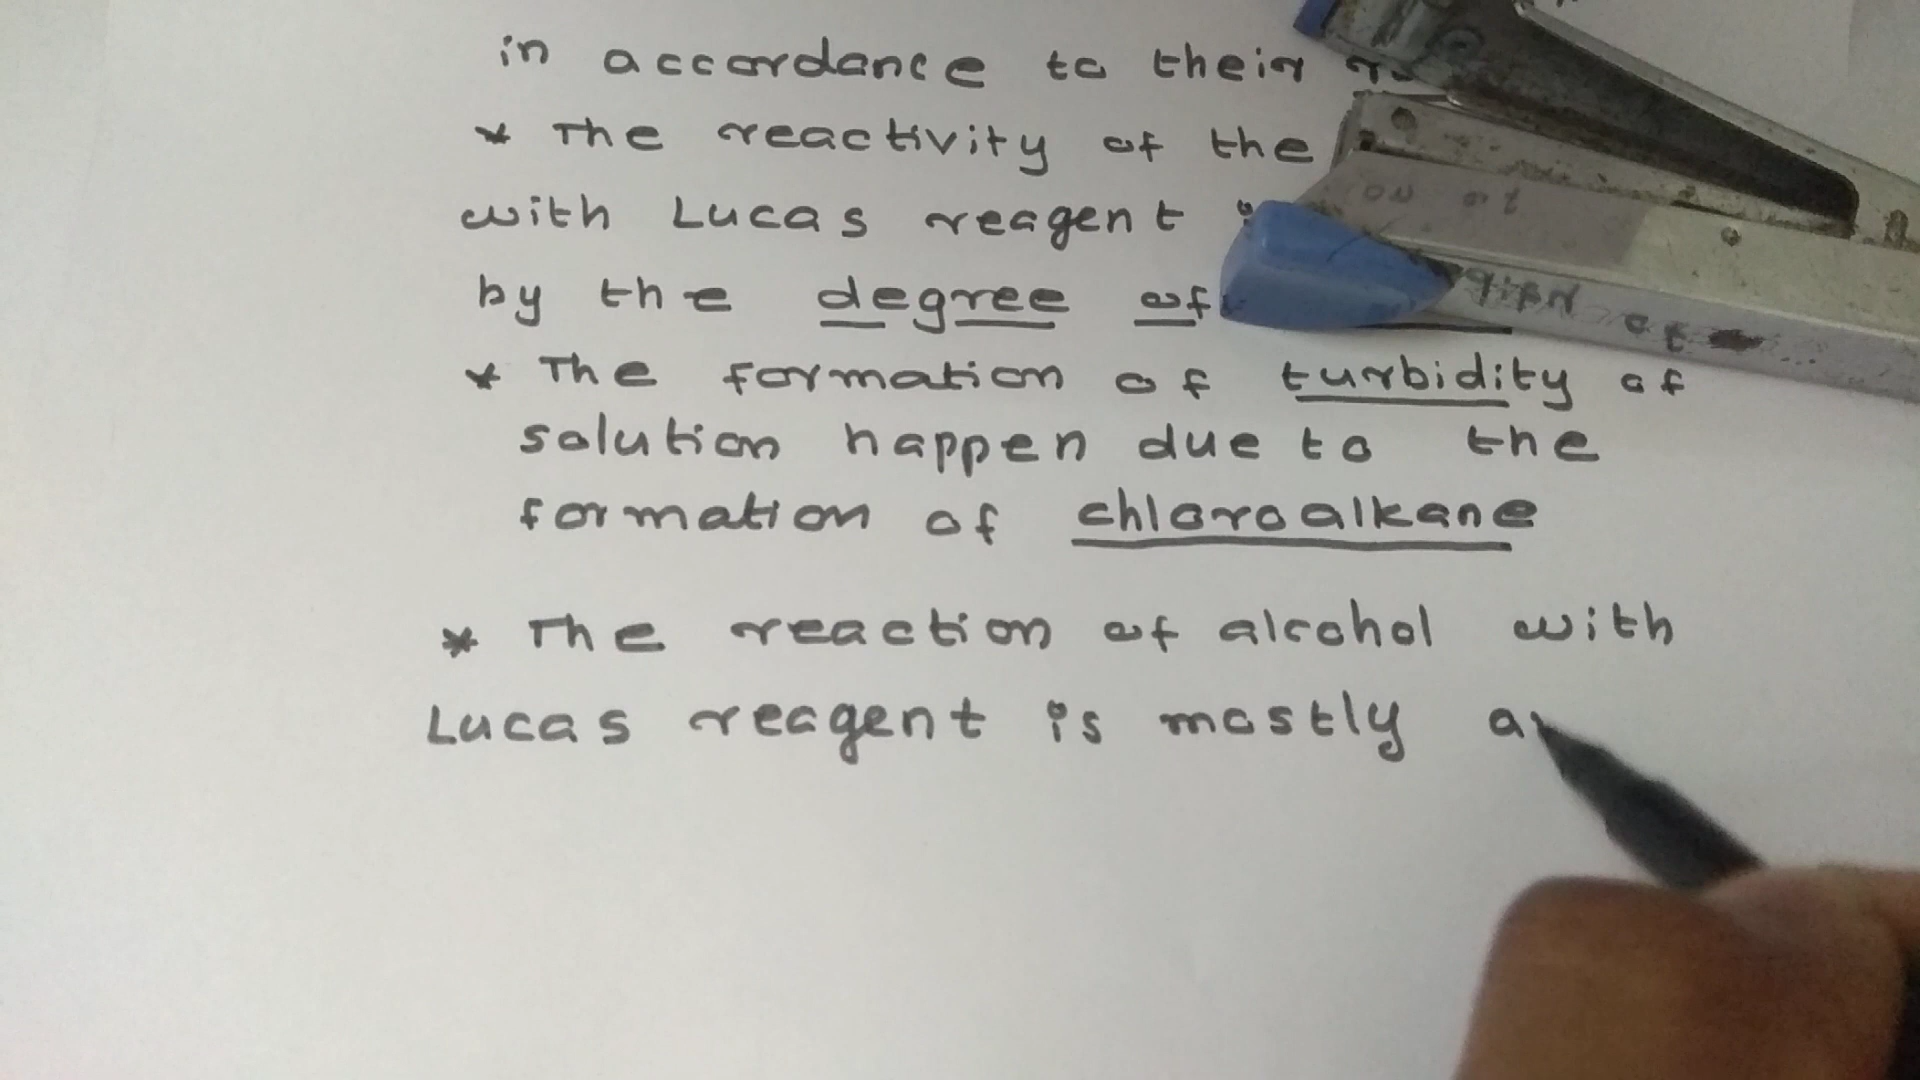 in accordance to their
* The reactivity of the
with Lucas reagent
by the degree of
* The formation of turbidity of
solution happen due to the
formation of chloroalkane
* The reaction of alcohol with
Lucas reagent is mostly